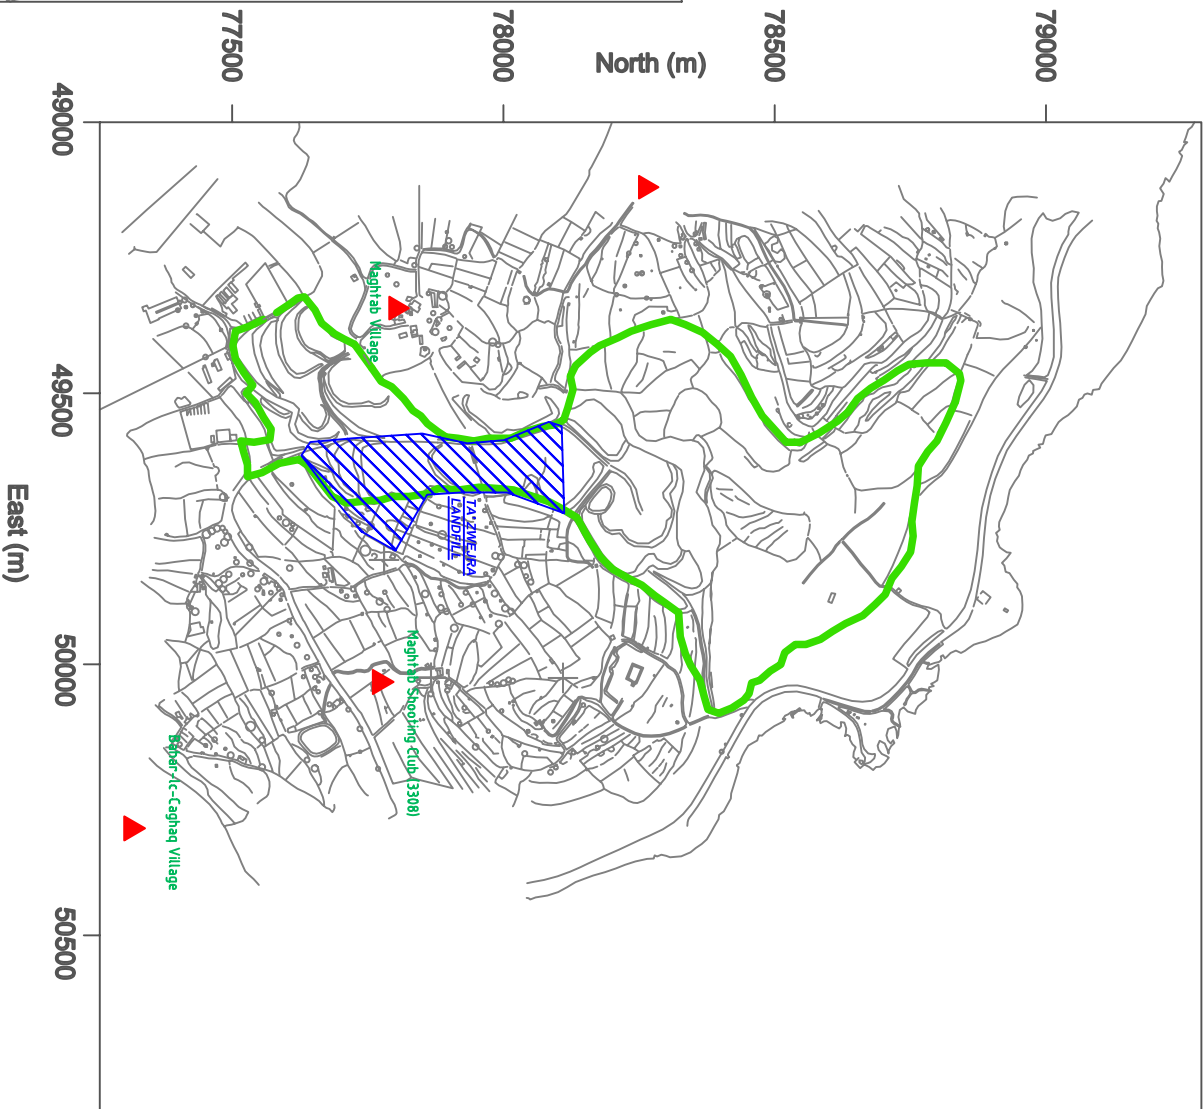 77500
78000
78500
79000
North (m)
49000
49500
50000
50500
East (m)
Maghtab Village
TA'ZWEJRA
LANDFILL
Maghtab Shooting Club (3308)
Bahar-Ic-Caghaq Village